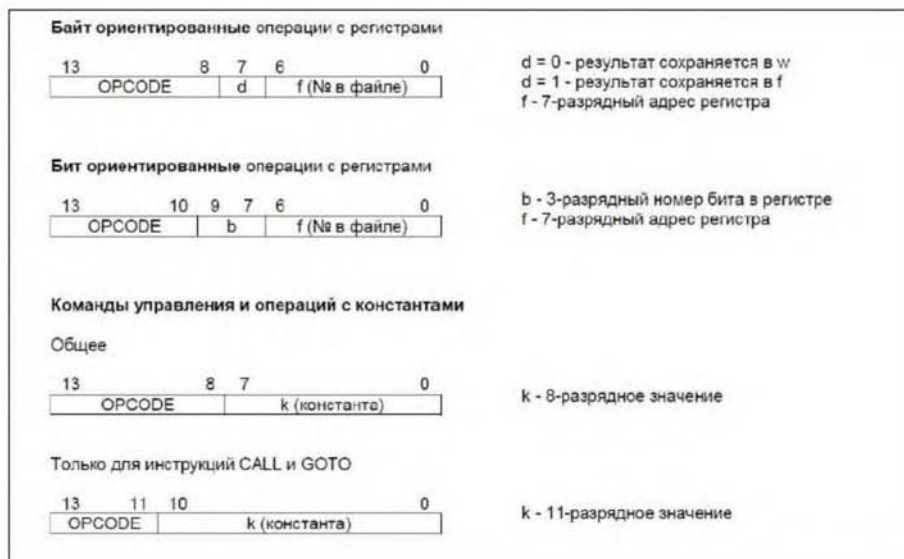 Байт ориентированные операции с регистрами
13 8 7 6 0
OPCODE d f (№ в файле)
d = 0 - результат сохраняется в w
d = 1 - результат сохраняется в f
f - 7-разрядный адрес регистра
Бит ориентированные операции с регистрами
13 10 9 7 6 0
OPCODE b f (№ в файле)
b - 3-разрядный номер бита в регистре
f - 7-разрядный адрес регистра
Команды управления и операций с константами
Общее
13 8 7 0
OPCODE k (константа)
k - 8-разрядное значение
Только для инструкций CALL и GOTO
13 11 10 0
OPCODE k (константа)
k - 11-разрядное значение